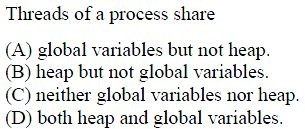 Threads of a process share
(A) global variables but not heap.
(B) heap but not global variables.
(C) neither global variables nor heap.
(D) both heap and global variables.